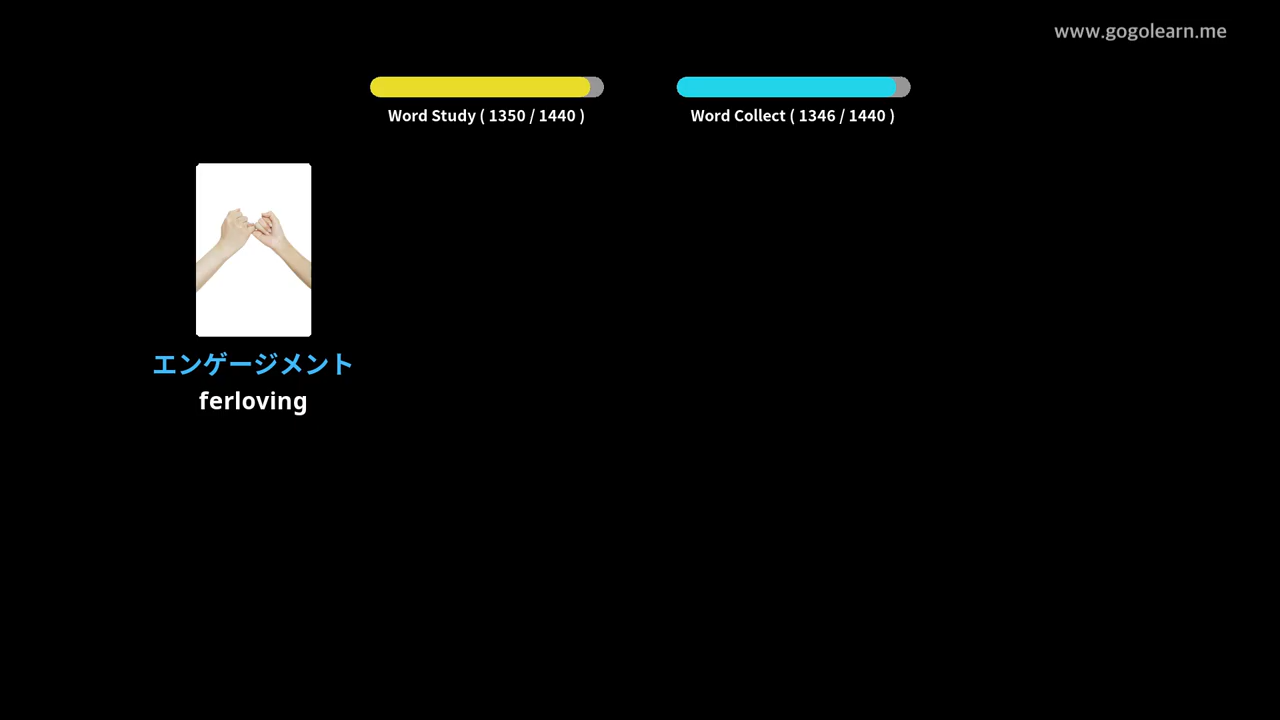 www.gogolearn.me
Word Study ( 1350 / 1440 )
Word Collect ( 1346 / 1440 )
エンゲージメント
ferloving